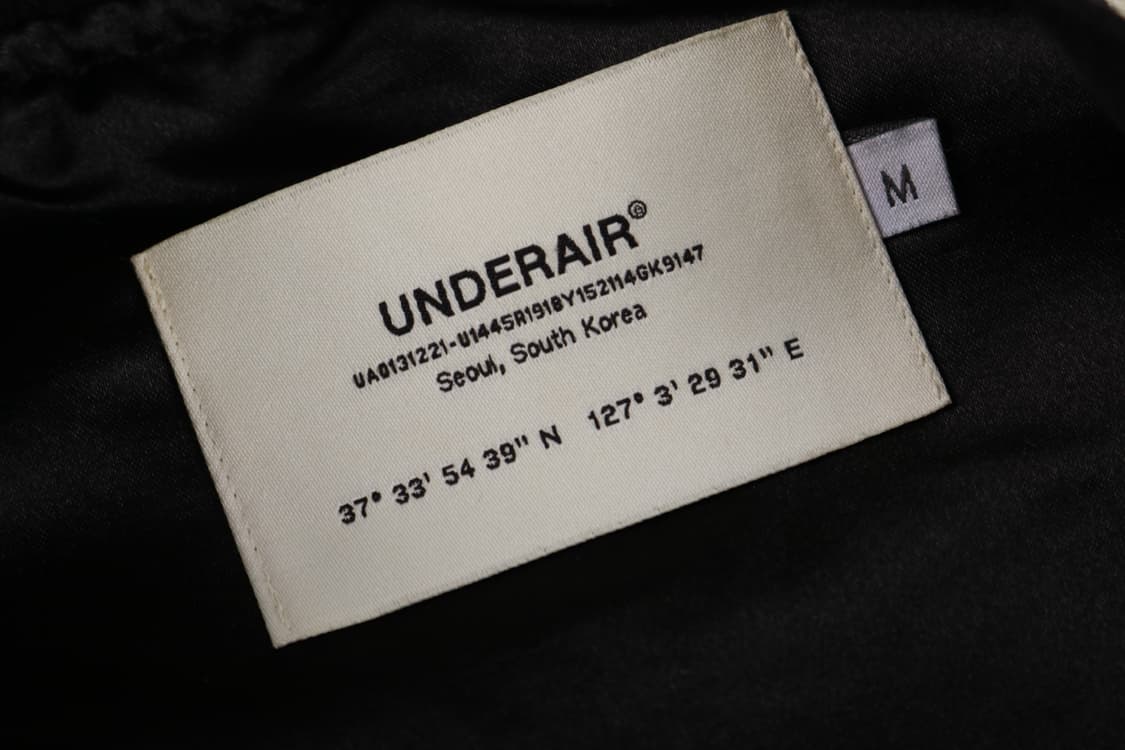 UNDERAIR®
UA0131221-U1445R1918Y152114GK9147
Seoul, South Korea
37° 33' 54 39" N 127° 3' 29 31" E
M